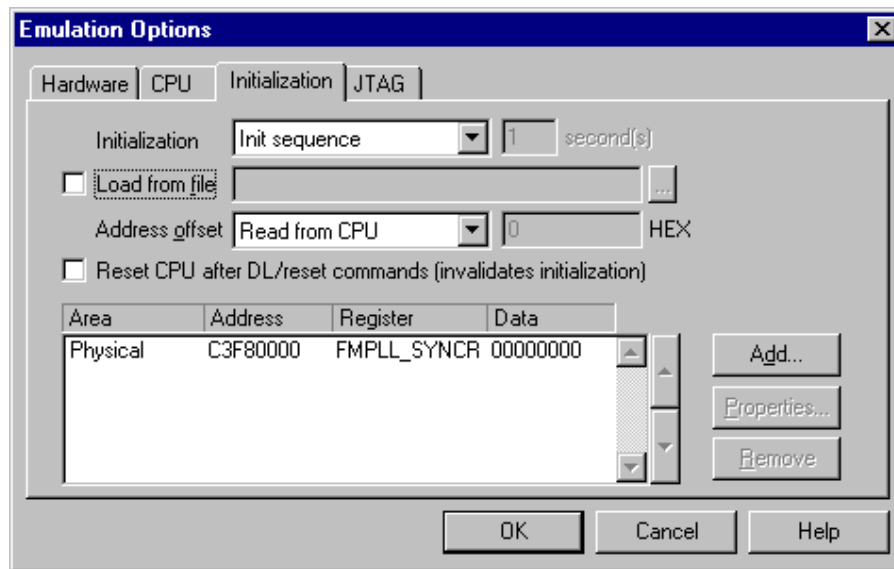 Emulation Options
Hardware CPU Initialization JTAG
Initialization Init sequence 1 second(s)
Load from file ...
Address offset Read from CPU 0 HEX
Reset CPU after DL/reset commands (invalidates initialization)
Area Address Register Data
Physical C3F80000 FMPLL_SYNCR 00000000
Add...
Properties...
Remove
OK Cancel Help